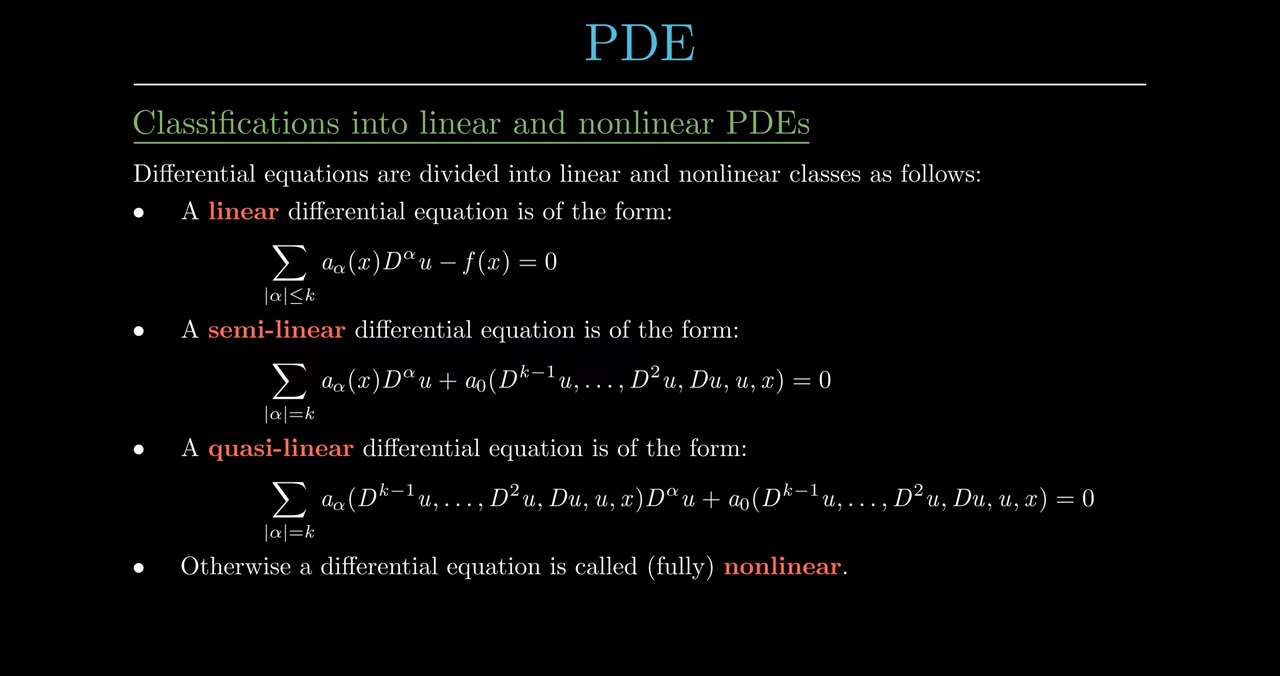 PDE
Classifications into linear and nonlinear PDEs
Differential equations are divided into linear and nonlinear classes as follows:
• A linear differential equation is of the form:
∑_{|α|≤k} a_α(x)D^α u − f(x) = 0
• A semi-linear differential equation is of the form:
∑_{|α|=k} a_α(x)D^α u + a_0(D^{k−1}u, . . . , D^2u, Du, u, x) = 0
• A quasi-linear differential equation is of the form:
∑_{|α|=k} a_α(D^{k−1}u, . . . , D^2u, Du, u, x)D^α u + a_0(D^{k−1}u, . . . , D^2u, Du, u, x) = 0
• Otherwise a differential equation is called (fully) nonlinear.